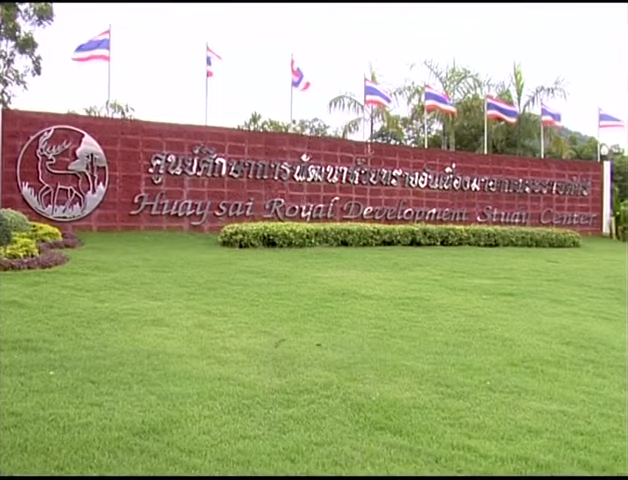 ศูนย์ศึกษาการพัฒนาห้วยทรายอันเนื่องมาจากพระราชดำริ
Huay sai Royal Development Study Center